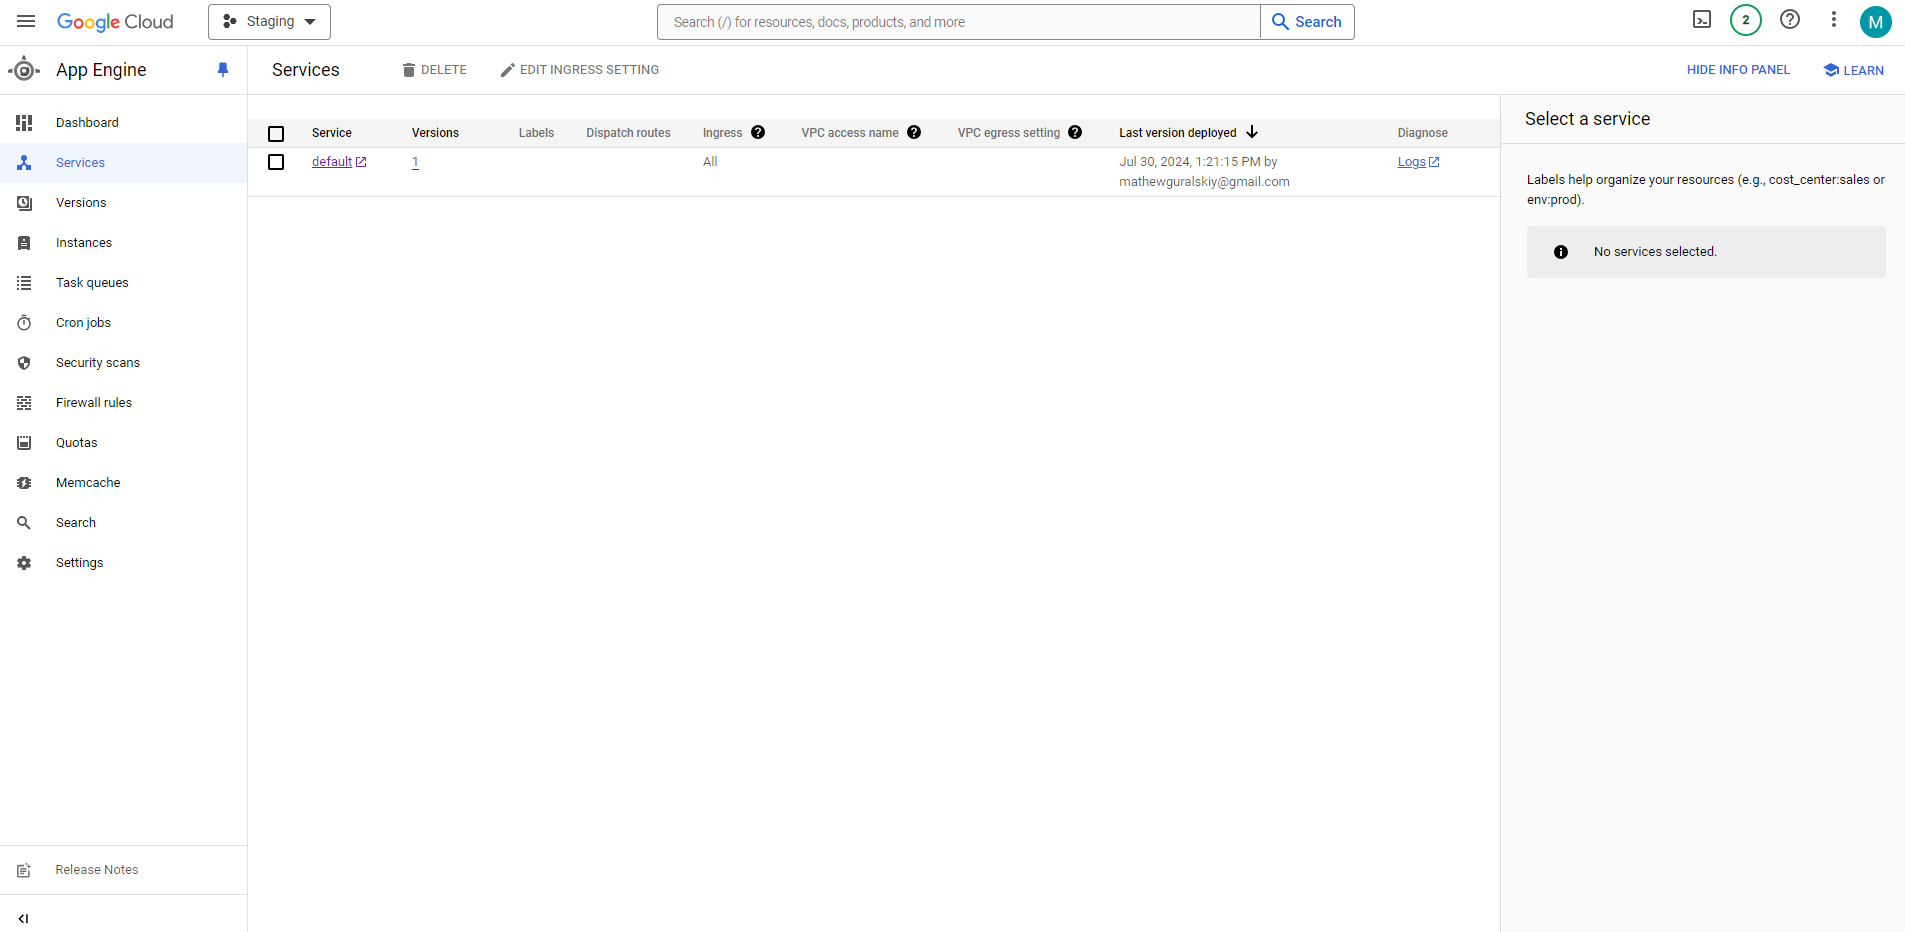 Google Cloud
Staging
Search (/) for resources, docs, products, and more
Search
2
M
App Engine
Services
DELETE
EDIT INGRESS SETTING
HIDE INFO PANEL
LEARN
Dashboard
Services
Versions
Instances
Task queues
Cron jobs
Security scans
Firewall rules
Quotas
Memcache
Search
Settings
Release Notes
Service Versions Labels Dispatch routes Ingress VPC access name VPC egress setting Last version deployed Diagnose
default 1 All Jul 30, 2024, 1:21:15 PM by Logs
mathewguralskiy@gmail.com
Select a service
Labels help organize your resources (e.g., cost_center:sales or
env:prod).
No services selected.